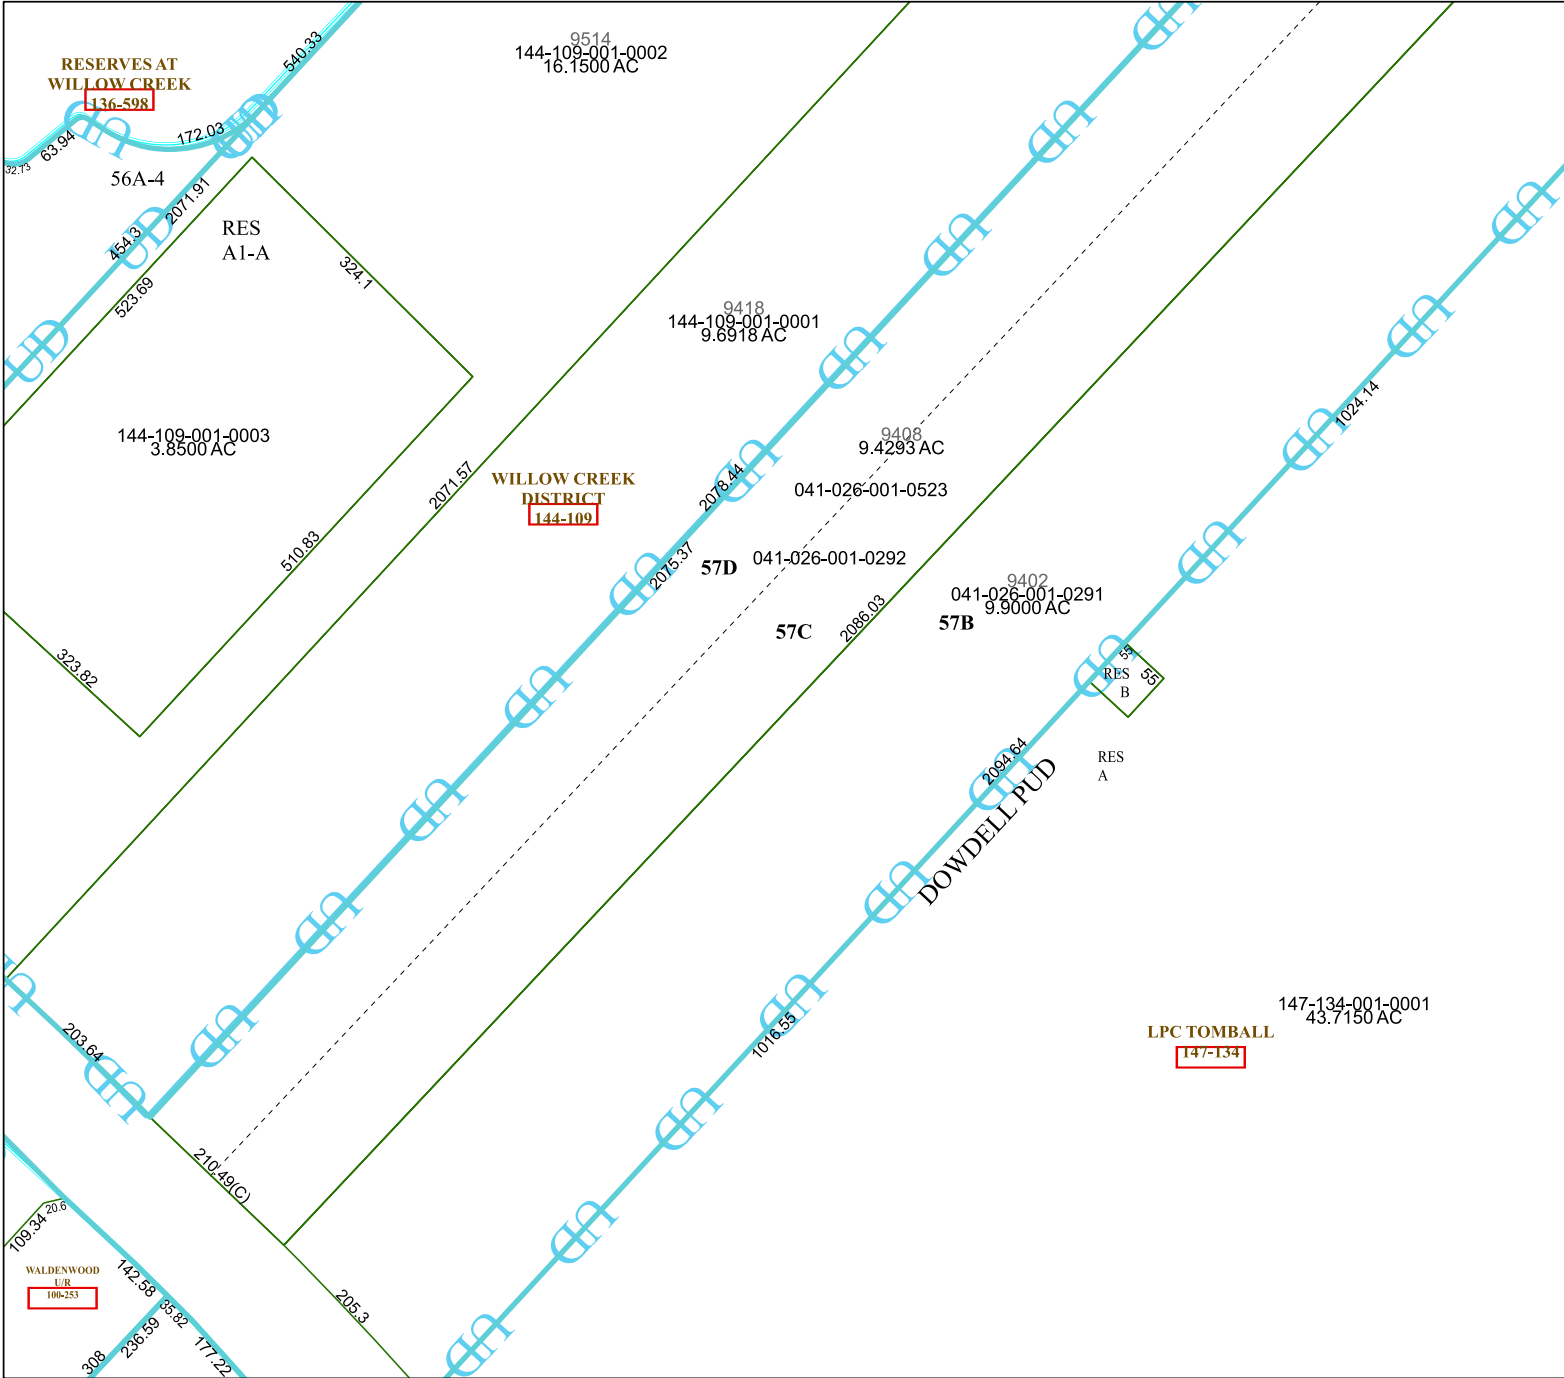 9514
144-109-001-0002
16.1500 AC
540.33
RESERVES AT
WILLOW CREEK
136-598
172.03
63.94
32.73
56A-4
2071.91
454.3
UD
523.69
RES
A1-A
324.1
UD
144-109-001-0003
3.8500 AC
9418
144-109-001-0001
9.6918 AC
2071.57
WILLOW CREEK
DISTRICT
144-109
510.83
323.82
9408
9.4293 AC
041-026-001-0523
2078.44
2075.37
57D
041-026-001-0292
57C
2086.03
9402
041-026-001-0291
9.9000 AC
57B
1024.14
55
55
RES
B
RES
A
2094.64
DOWDELL PUD
1016.55
147-134-001-0001
43.7150 AC
LPC TOMBALL
147-134
203.64
210.49(C)
205.3
20.6
109.34
WALDENWOOD
U/R
100-253
142.58
35.82
236.59
308
177.22